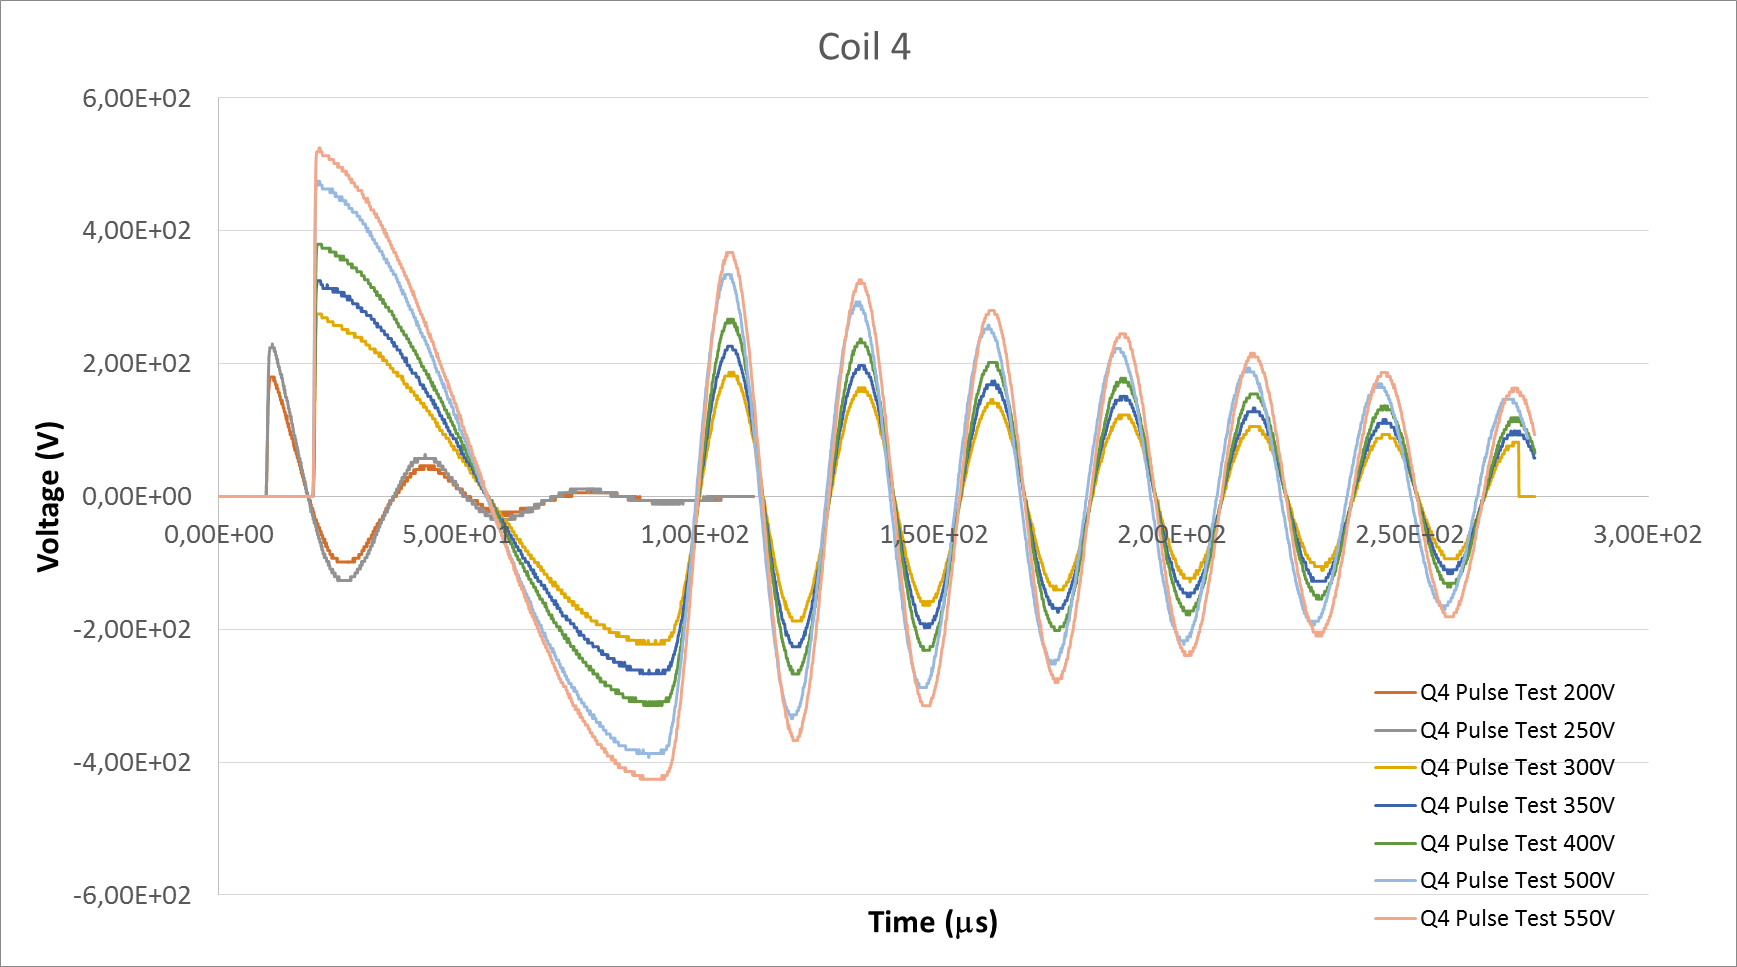 Coil 4
6,00E+02
4,00E+02
2,00E+02
0,00E+00
-2,00E+02
-4,00E+02
-6,00E+02
Voltage (V)
0,00E+00 5,00E+01 1,00E+02 1,50E+02 2,00E+02 2,50E+02 3,00E+02
Time (μs)
Q4 Pulse Test 200V
Q4 Pulse Test 250V
Q4 Pulse Test 300V
Q4 Pulse Test 350V
Q4 Pulse Test 400V
Q4 Pulse Test 500V
Q4 Pulse Test 550V